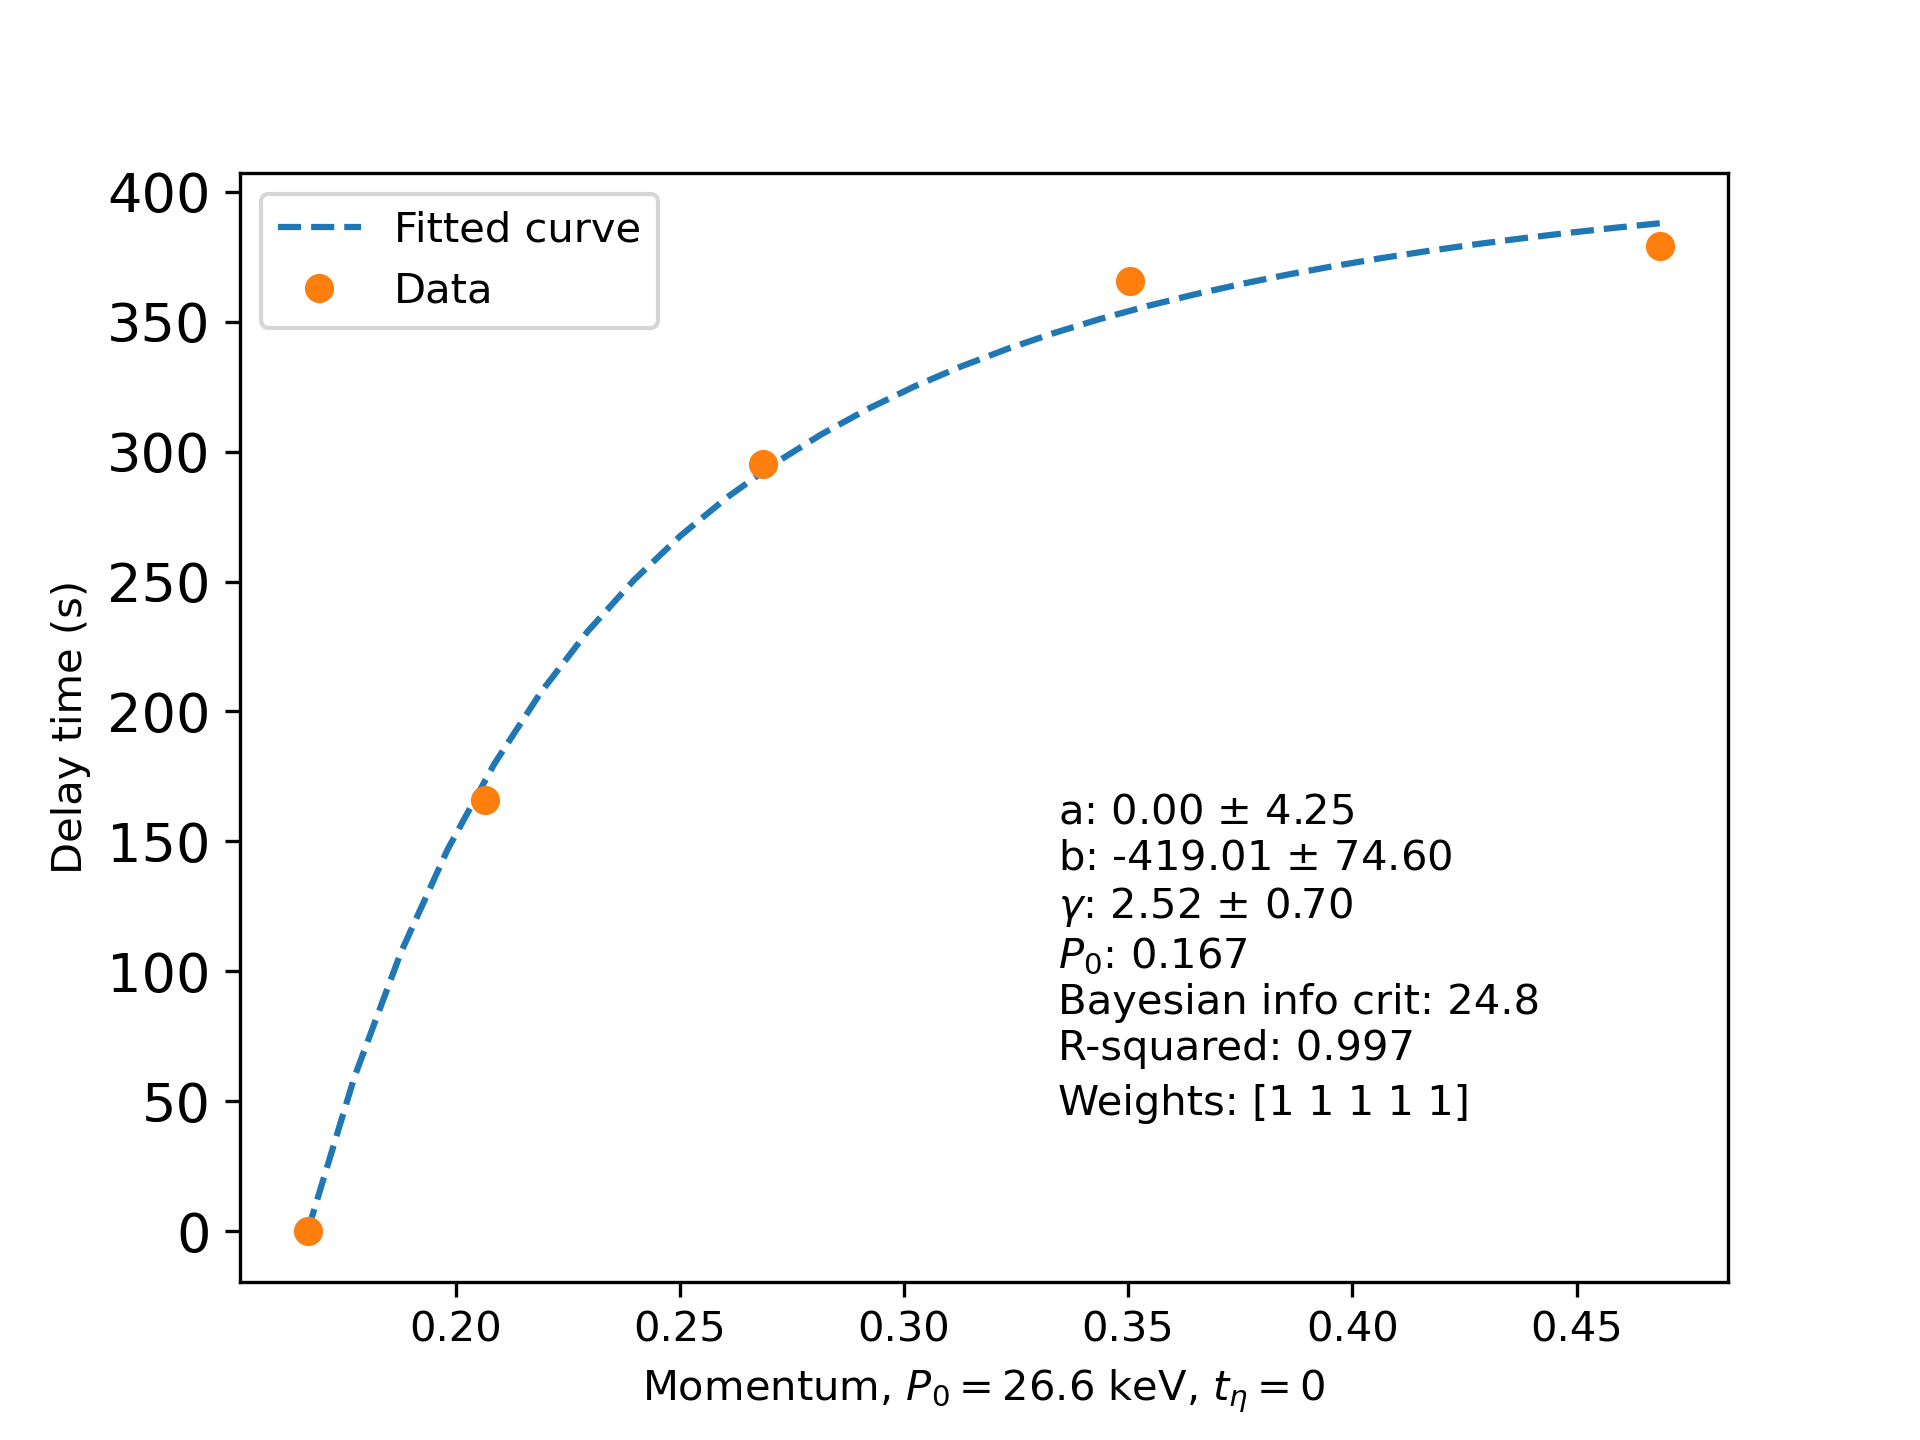 Fitted curve
Data
400
350
300
250
200
150
100
50
0
Delay time (s)
a: 0.00 ± 4.25
b: -419.01 ± 74.60
γ: 2.52 ± 0.70
P₀: 0.167
Bayesian info crit: 24.8
R-squared: 0.997
Weights: [1 1 1 1 1]
0.20 0.25 0.30 0.35 0.40 0.45
Momentum, P₀ = 26.6 keV, tη = 0